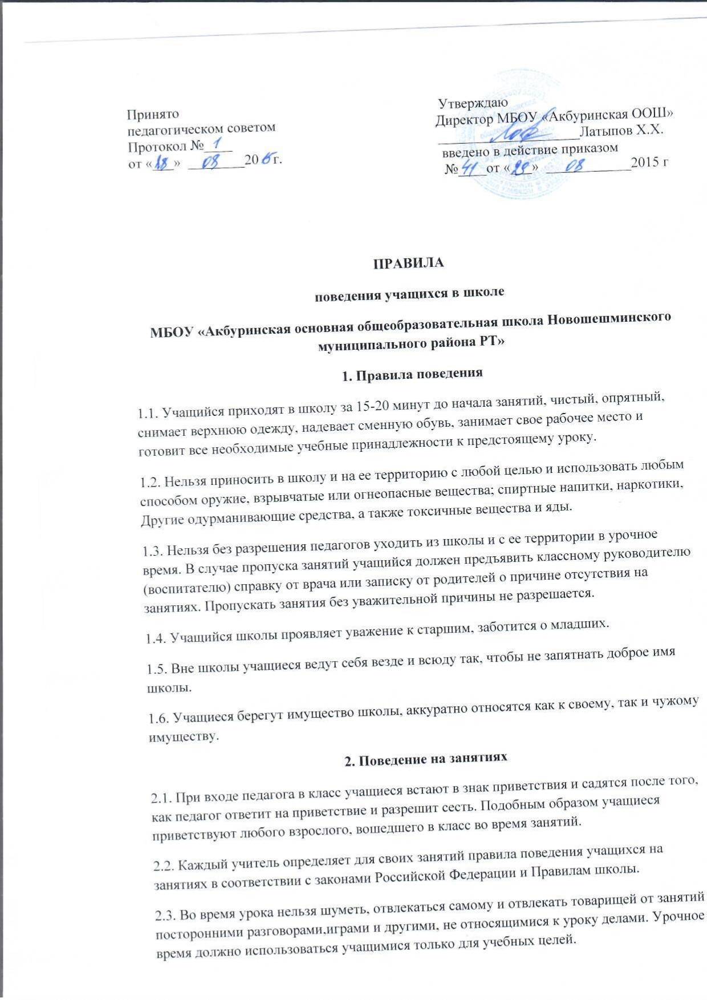 Принято
педагогическом советом
Протокол № 1
от «28» 08 2015 г.
Утверждаю
Директор МБОУ «Акбуринская ООШ»
Латыпов Х.Х.
введено в действие приказом
№ 41 от «29» 08 2015 г
ПРАВИЛА
поведения учащихся в школе
МБОУ «Акбуринская основная общеобразовательная школа Новошешминского
муниципального района РТ»
1. Правила поведения
1.1. Учащийся приходят в школу за 15-20 минут до начала занятий, чистый, опрятный,
снимает верхнюю одежду, надевает сменную обувь, занимает свое рабочее место и
готовит все необходимые учебные принадлежности к предстоящему уроку.
1.2. Нельзя приносить в школу и на ее территорию с любой целью и использовать любым
способом оружие, взрывчатые или огнеопасные вещества; спиртные напитки, наркотики,
Другие одурманивающие средства, а также токсичные вещества и яды.
1.3. Нельзя без разрешения педагогов уходить из школы и с ее территории в урочное
время. В случае пропуска занятий учащийся должен предъявить классному руководителю
(воспитателю) справку от врача или записку от родителей о причине отсутствия на
занятиях. Пропускать занятия без уважительной причины не разрешается.
1.4. Учащийся школы проявляет уважение к старшим, заботится о младших.
1.5. Вне школы учащиеся ведут себя везде и всюду так, чтобы не запятнать доброе имя
школы.
1.6. Учащиеся берегут имущество школы, аккуратно относятся как к своему, так и чужому
имуществу.
2. Поведение на занятиях
2.1. При входе педагога в класс учащиеся встают в знак приветствия и садятся после того,
как педагог ответит на приветствие и разрешит сесть. Подобным образом учащиеся
приветствуют любого взрослого, вошедшего в класс во время занятий.
2.2. Каждый учитель определяет для своих занятий правила поведения учащихся на
занятиях в соответствии с законами Российской Федерации и Правилам школы.
2.3. Во время урока нельзя шуметь, отвлекаться самому и отвлекать товарищей от занятий
посторонними разговорами,играми и другими, не относящимися к уроку делами. Урочное
время должно использоваться учащимися только для учебных целей.